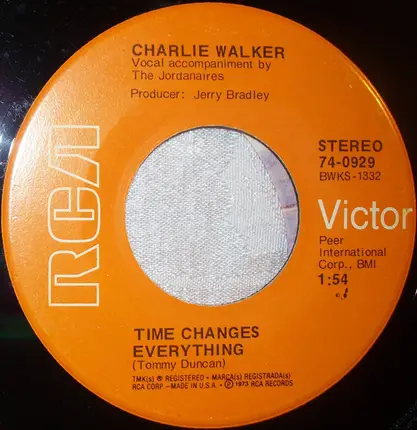 CHARLIE WALKER
Vocal accompaniment by
The Jordanaires
Producer: Jerry Bradley
RCA
STEREO
74-0929
BWKS-1332
Victor
Peer
International
Corp., BMI
1:54
TIME CHANGES
EVERYTHING
(Tommy Duncan)
TMK(s) ® REGISTERED • MARCA(s) REGISTRADA(s)
RCA CORP.—MADE IN U.S.A. • ℗ 1973 RCA RECORDS